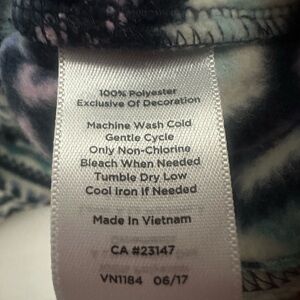 100% Polyester
Exclusive Of Decoration
Machine Wash Cold
Gentle Cycle
Only Non-Chlorine
Bleach When Needed
Tumble Dry Low
Cool Iron if Needed
Made In Vietnam
CA #23147
VN1184 06/17